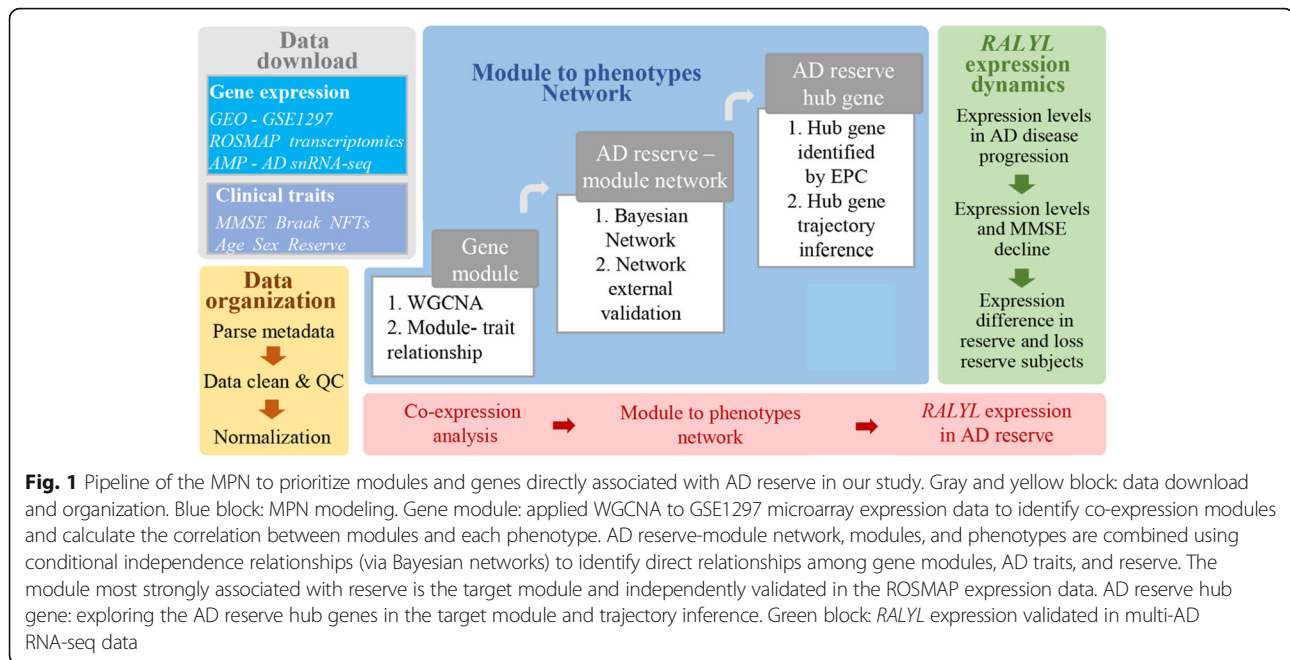 Data
download
Gene expression
GEO - GSE1297
ROSMAP transcriptomics
AMP - AD snRNA-seq
Clinical traits
MMSE Braak NFTs
Age Sex Reserve
Data
organization
Parse metadata
Data clean & QC
Normalization
Module to phenotypes
Network
Gene
module
1. WGCNA
2. Module- trait
relationship
AD reserve –
module network
1. Bayesian
Network
2. Network
external
validation
AD reserve
hub gene
1. Hub gene
identified
by EPC
2. Hub gene
trajectory
inference
RALYL
expression
dynamics
Expression levels
in AD disease
progression
Expression levels
and MMSE
decline
Expression
difference in
reserve and loss
reserve subjects
Co-expression
analysis
Module to phenotypes
network
RALYL expression
in AD reserve
Fig. 1 Pipeline of the MPN to prioritize modules and genes directly associated with AD reserve in our study. Gray and yellow block: data download
and organization. Blue block: MPN modeling. Gene module: applied WGCNA to GSE1297 microarray expression data to identify co-expression modules
and calculate the correlation between modules and each phenotype. AD reserve-module network, modules, and phenotypes are combined using
conditional independence relationships (via Bayesian networks) to identify direct relationships among gene modules, AD traits, and reserve. The
module most strongly associated with reserve is the target module and independently validated in the ROSMAP expression data. AD reserve hub
gene: exploring the AD reserve hub genes in the target module and trajectory inference. Green block: RALYL expression validated in multi-AD
RNA-seq data